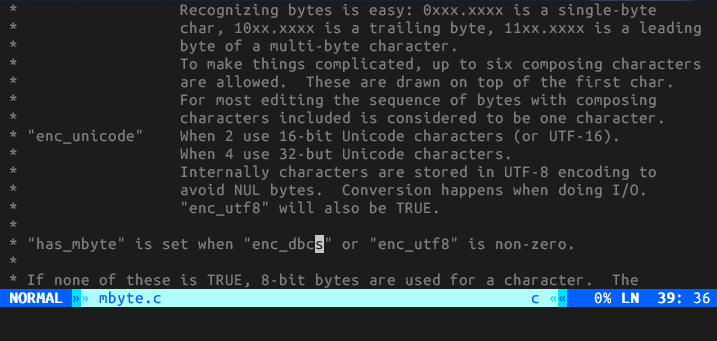 *                  Recognizing bytes is easy: 0xxx.xxxx is a single-byte
*                  char, 10xx.xxxx is a trailing byte, 11xx.xxxx is a leading
*                  byte of a multi-byte character.
*                  To make things complicated, up to six composing characters
*                  are allowed.  These are drawn on top of the first char.
*                  For most editing the sequence of bytes with composing
*                  characters included is considered to be one character.
* "enc_unicode"    When 2 use 16-bit Unicode characters (or UTF-16).
*                  When 4 use 32-but Unicode characters.
*                  Internally characters are stored in UTF-8 encoding to
*                  avoid NUL bytes.  Conversion happens when doing I/O.
*                  "enc_utf8" will also be TRUE.
*
* "has_mbyte" is set when "enc_dbcs" or "enc_utf8" is non-zero.
*
* If none of these is TRUE, 8-bit bytes are used for a character.  The
NORMAL »» mbyte.c c «« 0% LN 39: 36